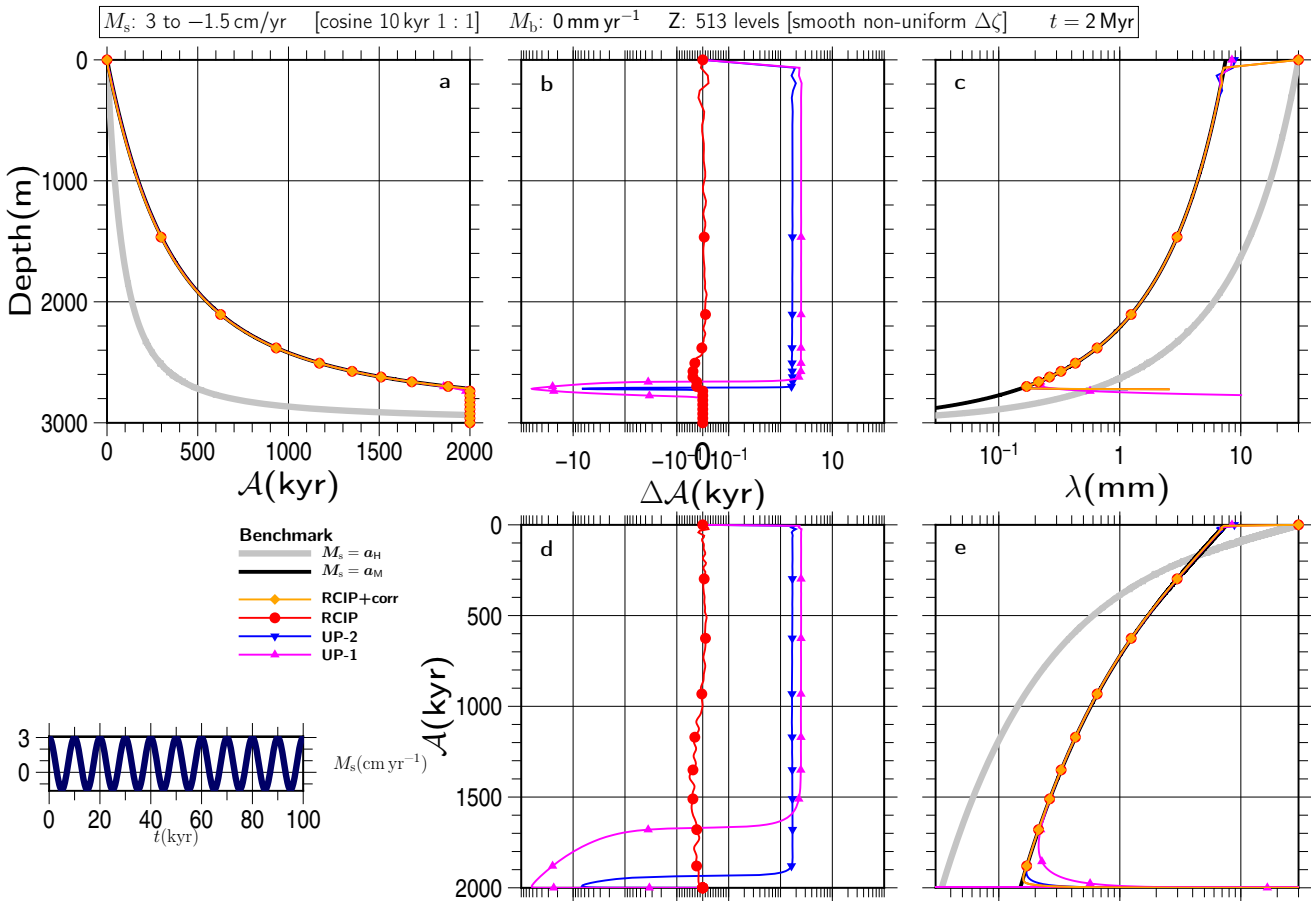 Mₛ: 3 to −1.5 cm/yr [cosine 10 kyr 1 : 1] M_b: 0 mm yr⁻¹ Z: 513 levels [smooth non-uniform Δζ] t = 2 Myr
a
b
c
Depth(m)
0
1000
2000
3000
0 500 1000 1500 2000
𝒜(kyr)
−10 −10⁻¹ 0 10⁻¹ 10
Δ𝒜(kyr)
10⁻¹ 1 10
λ(mm)
Benchmark
Mₛ = a_H
Mₛ = a_M
RCIP+corr
RCIP
UP-2
UP-1
d
e
𝒜(kyr)
0
500
1000
1500
2000
3
0
Mₛ(cm yr⁻¹)
0 20 40 60 80 100
t(kyr)